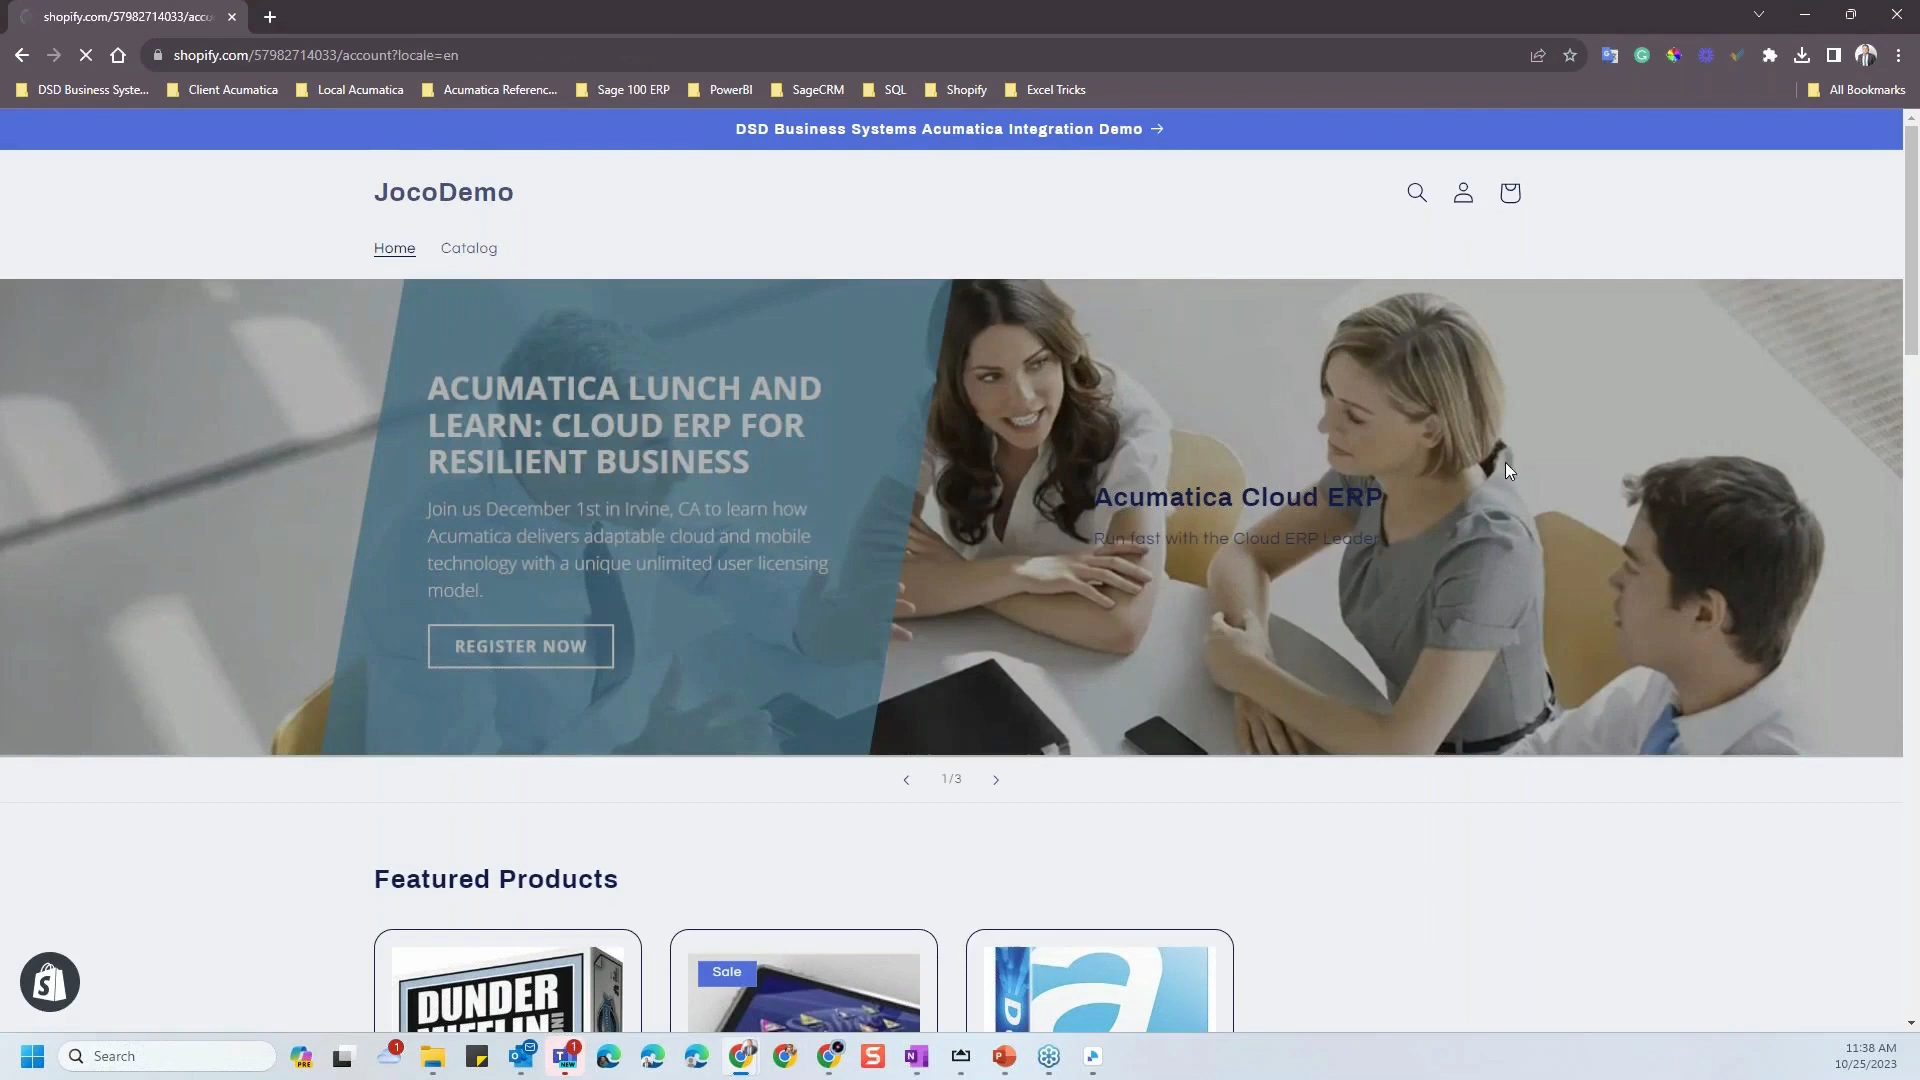 shopify.com/57982714033/accou
shopify.com/57982714033/account?locale=en
DSD Business Syste...
Client Acumatica
Local Acumatica
Acumatica Referenc...
Sage 100 ERP
PowerBI
SageCRM
SQL
Shopify
Excel Tricks
All Bookmarks
DSD Business Systems Acumatica Integration Demo →
JocoDemo
Home
Catalog
ACUMATICA LUNCH AND
LEARN: CLOUD ERP FOR
RESILIENT BUSINESS
Join us December 1st in Irvine, CA to learn how
Acumatica delivers adaptable cloud and mobile
technology with a unique unlimited user licensing
model.
REGISTER NOW
Acumatica Cloud ERP
Run fast with the Cloud ERP Leader
1/3
Featured Products
DUNDER
Sale
Search
11:38 AM
10/25/2023